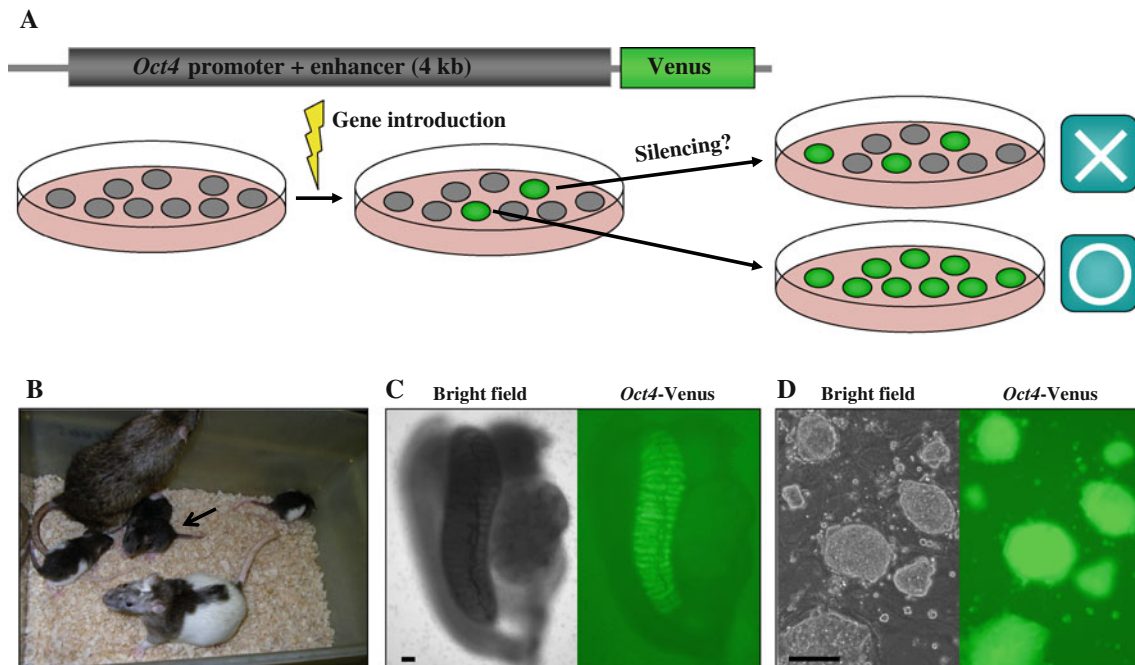 A
Oct4 promoter + enhancer (4 kb)
Venus
Gene introduction
Silencing?
B
C
Bright field
Oct4-Venus
D
Bright field
Oct4-Venus